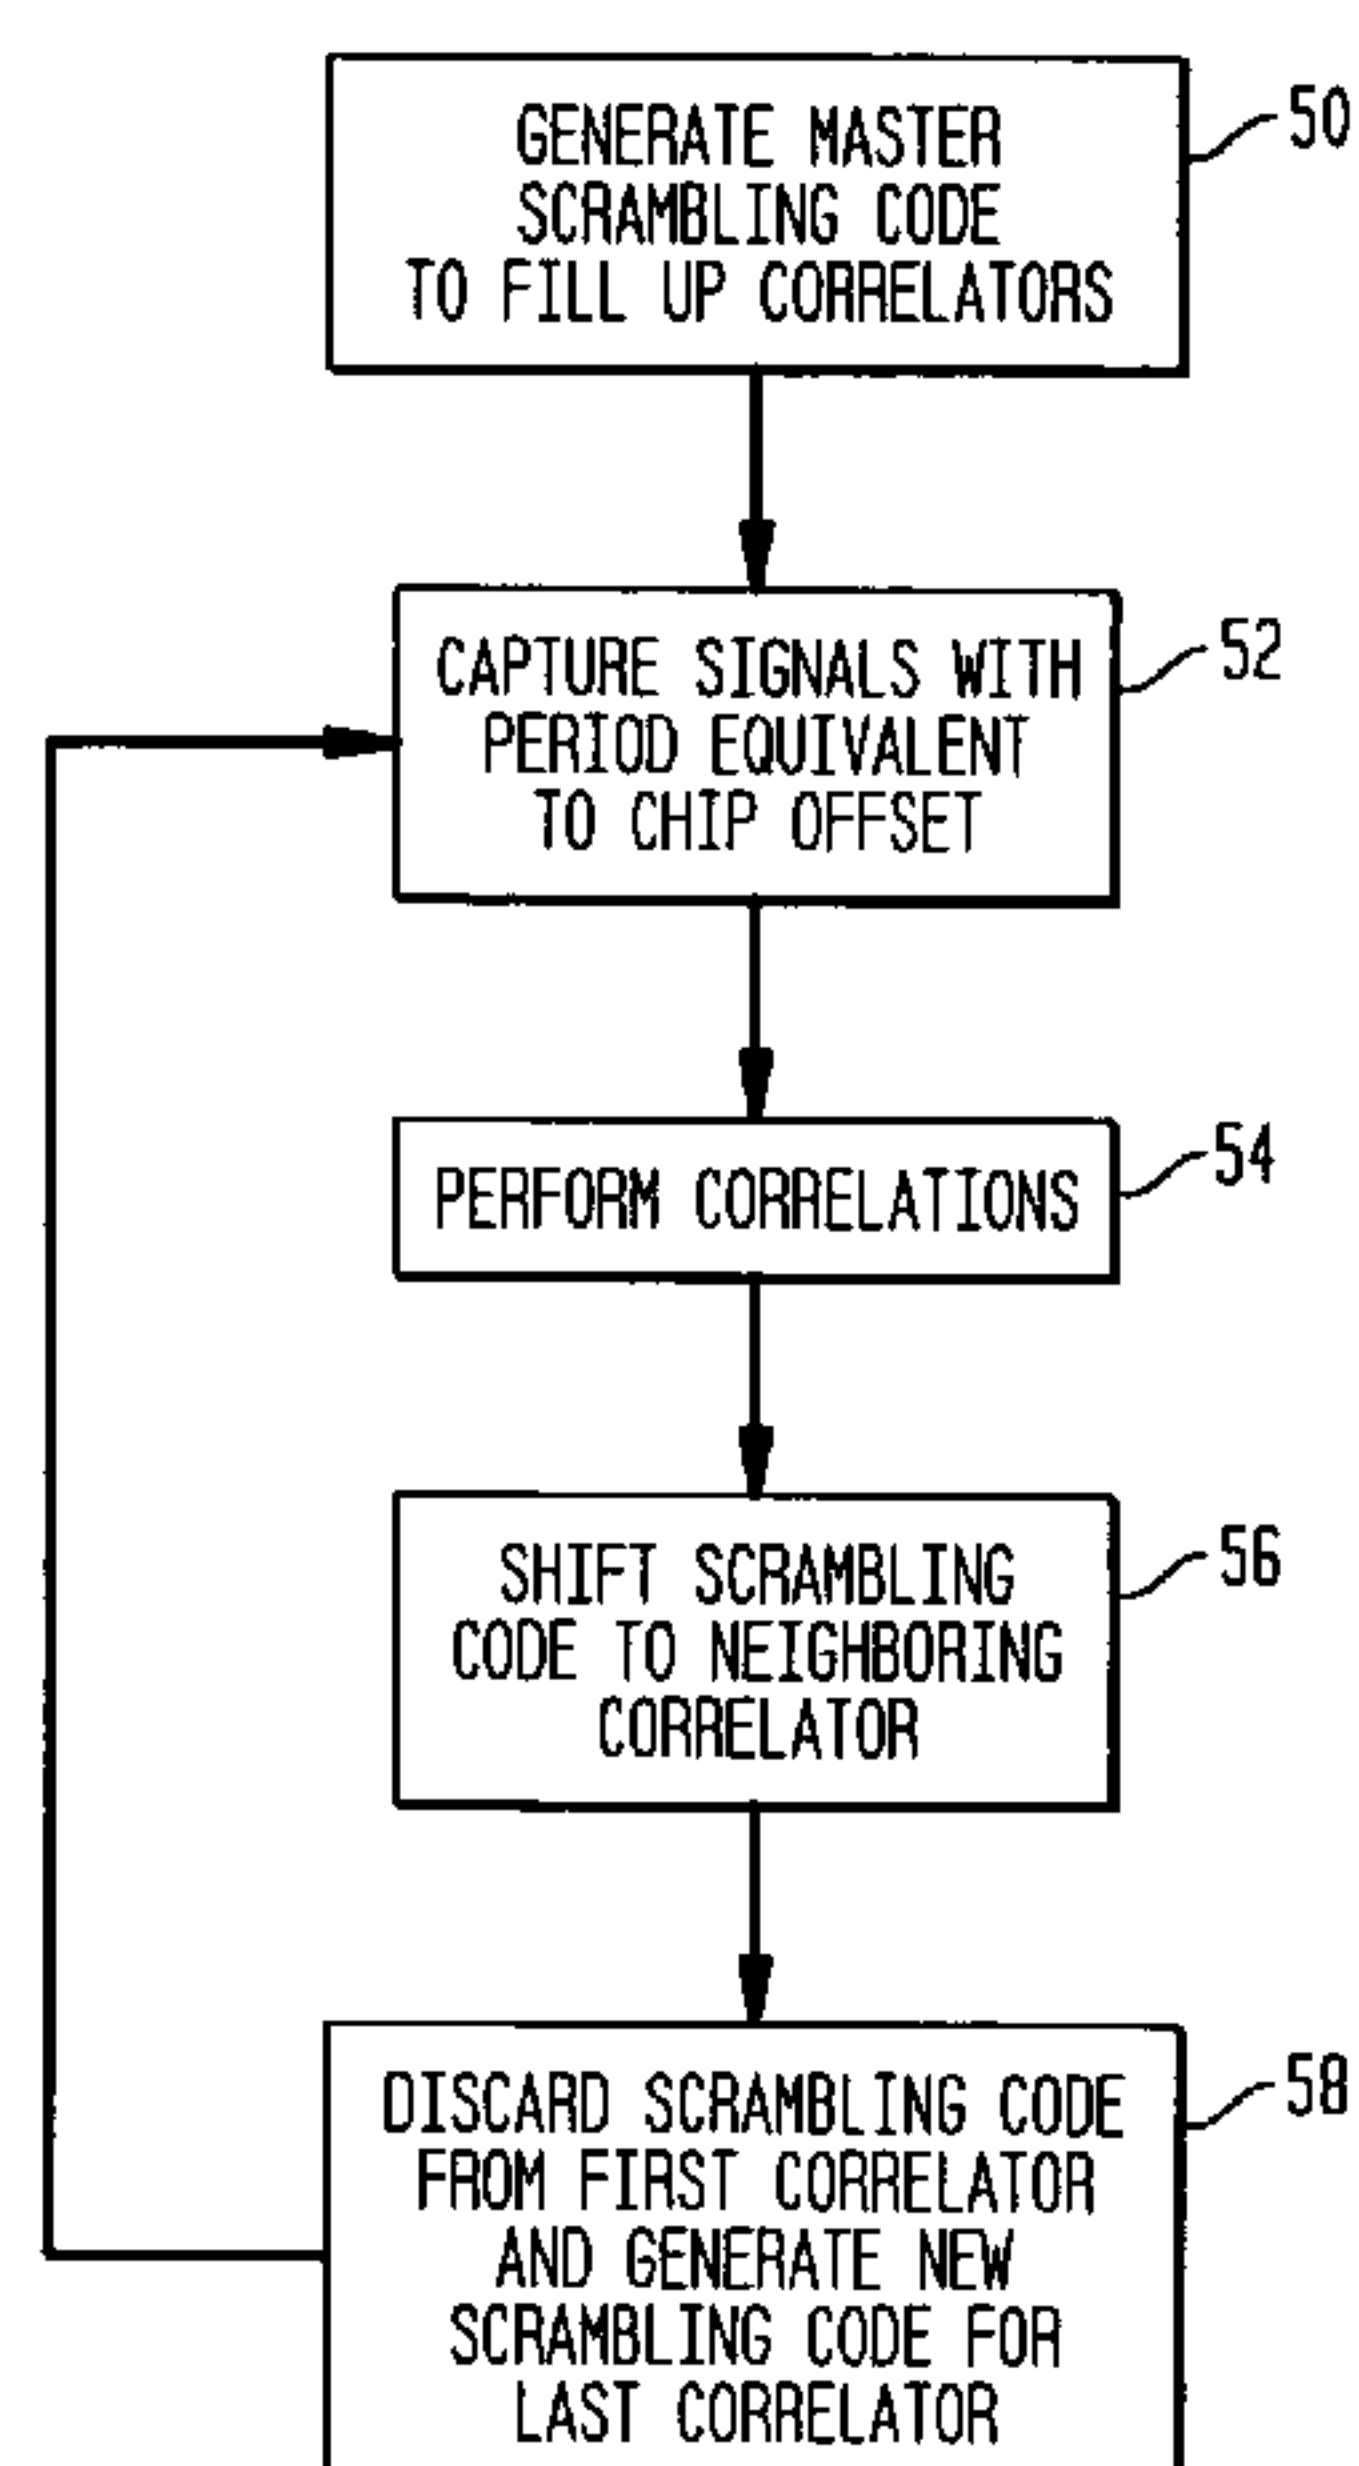 GENERATE MASTER
SCRAMBLING CODE
TO FILL UP CORRELATORS
50
CAPTURE SIGNALS WITH
PERIOD EQUIVALENT
TO CHIP OFFSET
52
PERFORM CORRELATIONS
54
SHIFT SCRAMBLING
CODE TO NEIGHBORING
CORRELATOR
56
DISCARD SCRAMBLING CODE
FROM FIRST CORRELATOR
AND GENERATE NEW
SCRAMBLING CODE FOR
LAST CORRELATOR
58